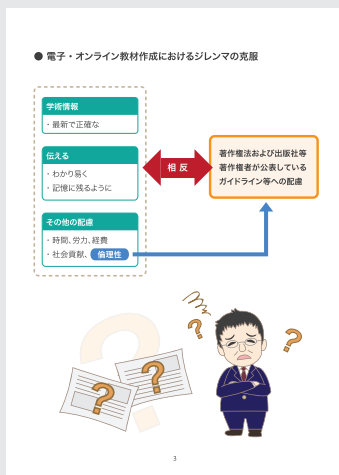 ● 電子・オンライン教材作成におけるジレンマの克服
学術情報
・最新で正確な
伝える
・わかり易く
・記憶に残るように
その他の配慮
・時間、労力、経費
・社会貢献、倫理性
相反
著作権法および出版社等
著作権者が公表している
ガイドライン等への配慮
?
?
?
?
?
3